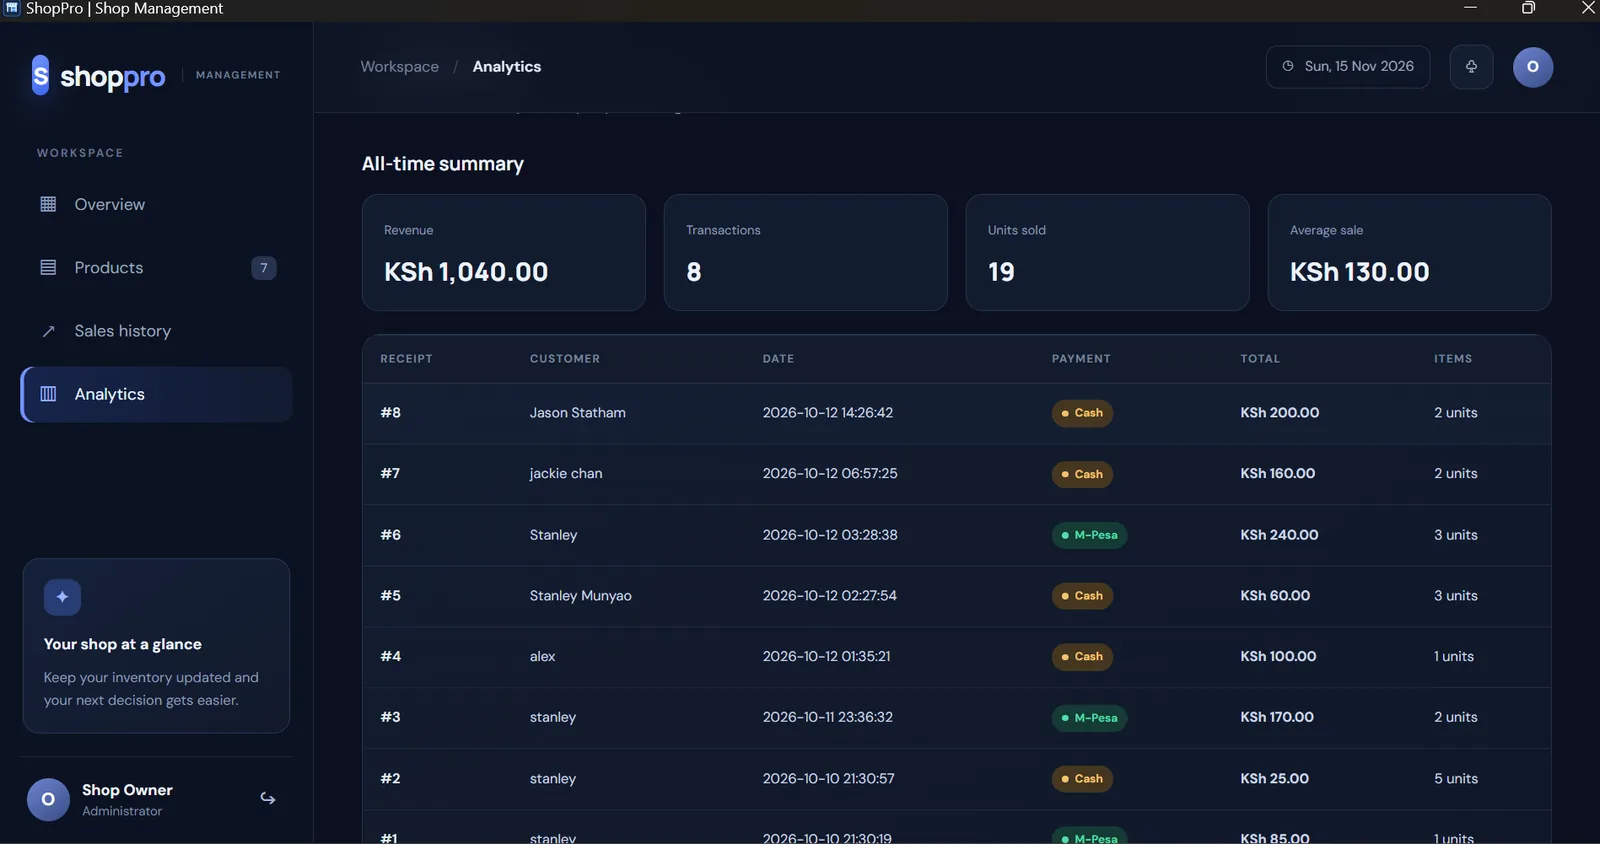 ShopPro | Shop Management
S shoppro MANAGEMENT
Workspace / Analytics
Sun, 15 Nov 2026
O
WORKSPACE
Overview
Products 7
Sales history
Analytics
Your shop at a glance
Keep your inventory updated and
your next decision gets easier.
O Shop Owner
Administrator
All-time summary
Revenue
KSh 1,040.00
Transactions
8
Units sold
19
Average sale
KSh 130.00
RECEIPT CUSTOMER DATE PAYMENT TOTAL ITEMS
#8 Jason Statham 2026-10-12 14:26:42 Cash KSh 200.00 2 units
#7 jackie chan 2026-10-12 06:57:25 Cash KSh 160.00 2 units
#6 Stanley 2026-10-12 03:28:38 M-Pesa KSh 240.00 3 units
#5 Stanley Munyao 2026-10-12 02:27:54 Cash KSh 60.00 3 units
#4 alex 2026-10-12 01:35:21 Cash KSh 100.00 1 units
#3 stanley 2026-10-11 23:36:32 M-Pesa KSh 170.00 2 units
#2 stanley 2026-10-10 21:30:57 Cash KSh 25.00 5 units
#1 stanley 2026-10-10 21:30:19 M-Pesa KSh 85.00 1 units